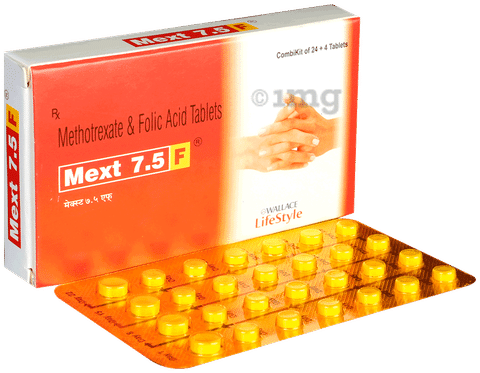 CombiKit of 24 + 4 Tablets
Rx
Methotrexate & Folic Acid Tablets
Mext 7.5 F ®
मेक्स्ट ७.५ एफ्
WALLACE
LifeStyle
Mext 7.5 F
© 1mg